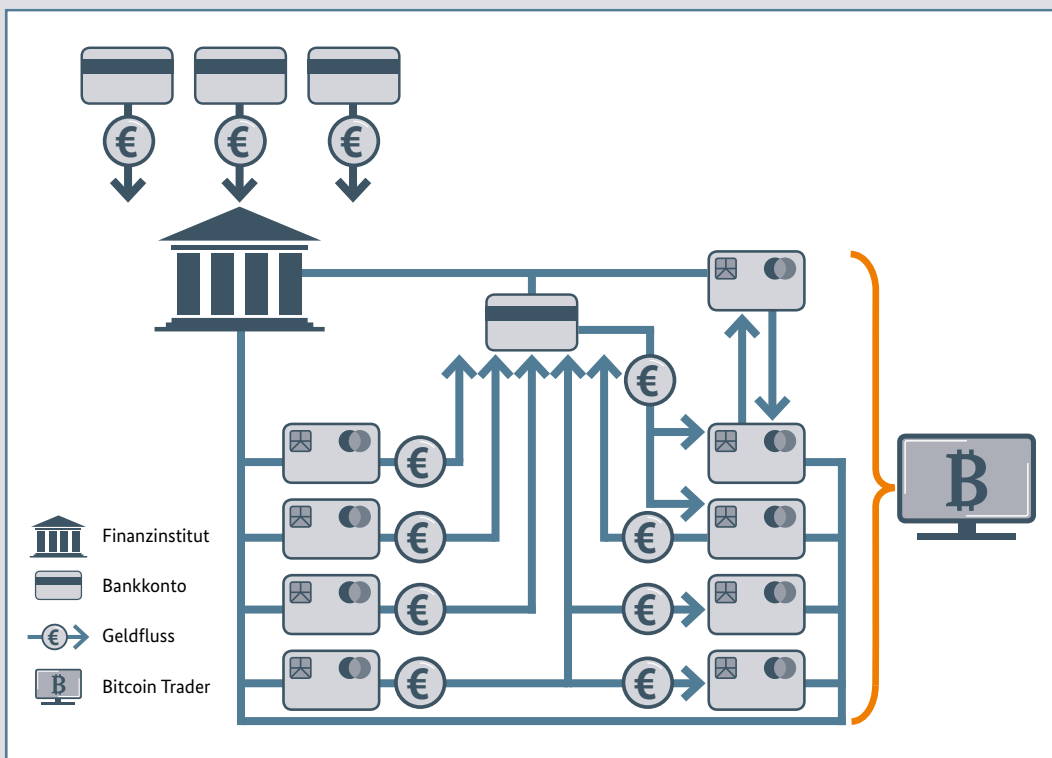 Finanzinstitut
Bankkonto
€ Geldfluss
₿ Bitcoin Trader